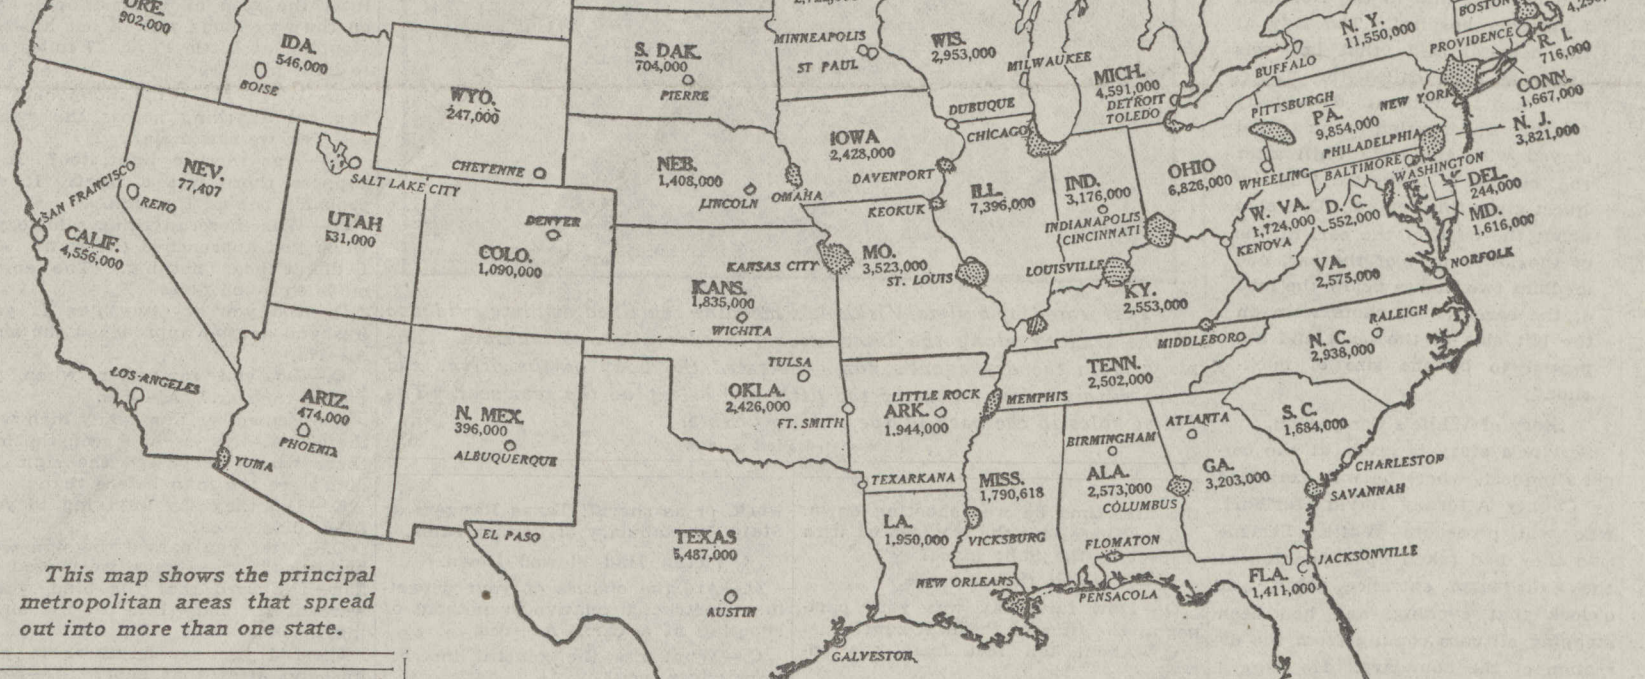 ORE.
902,000
IDA.
546,000
BOISE
WYO.
247,000
CHEYENNE
S. DAK.
704,000
PIERRE
MINNEAPOLIS
ST PAUL
WIS.
2,953,000
MILWAUKEE
MICH.
4,591,000
DETROIT
TOLEDO
BUFFALO
N. Y.
11,550,000
BOSTON
PROVIDENCE
R. I.
716,000
CONN.
1,667,000
N. J.
3,821,000
NEW YORK
PITTSBURGH
PA.
9,854,000
PHILADELPHIA
BALTIMORE
WASHINGTON
DEL.
244,000
MD.
1,616,000
NEV.
77,407
SAN FRANCISCO
RENO
CALIF.
4,556,000
SALT LAKE CITY
UTAH
531,000
DENVER
COLO.
1,090,000
NEB.
1,408,000
LINCOLN
OMAHA
IOWA
2,428,000
DUBUQUE
DAVENPORT
KEOKUK
CHICAGO
ILL.
7,396,000
IND.
3,176,000
INDIANAPOLIS
CINCINNATI
OHIO
6,826,000
WHEELING
W. VA.
1,724,000
KENOVA
D. C.
552,000
VA.
2,575,000
NORFOLK
KANSAS CITY
KANS.
1,835,000
WICHITA
MO.
3,523,000
ST. LOUIS
LOUISVILLE
KY.
2,553,000
MIDDLEBORO
RALEIGH
N. C.
2,938,000
LOS ANGELES
ARIZ.
474,000
PHOENIX
YUMA
N. MEX.
396,000
ALBUQUERQUE
TULSA
OKLA.
2,426,000
FT. SMITH
LITTLE ROCK
ARK.
1,944,000
MEMPHIS
TENN.
2,502,000
S. C.
1,684,000
CHARLESTON
SAVANNAH
ATLANTA
BIRMINGHAM
ALA.
2,573,000
COLUMBUS
GA.
3,203,000
TEXARKANA
MISS.
1,790,618
LA.
1,950,000
VICKSBURG
FLOMATON
JACKSONVILLE
FLA.
1,411,000
EL PASO
TEXAS
5,487,000
AUSTIN
NEW ORLEANS
PENSACOLA
GALVESTON
This map shows the principal
metropolitan areas that spread
out into more than one state.